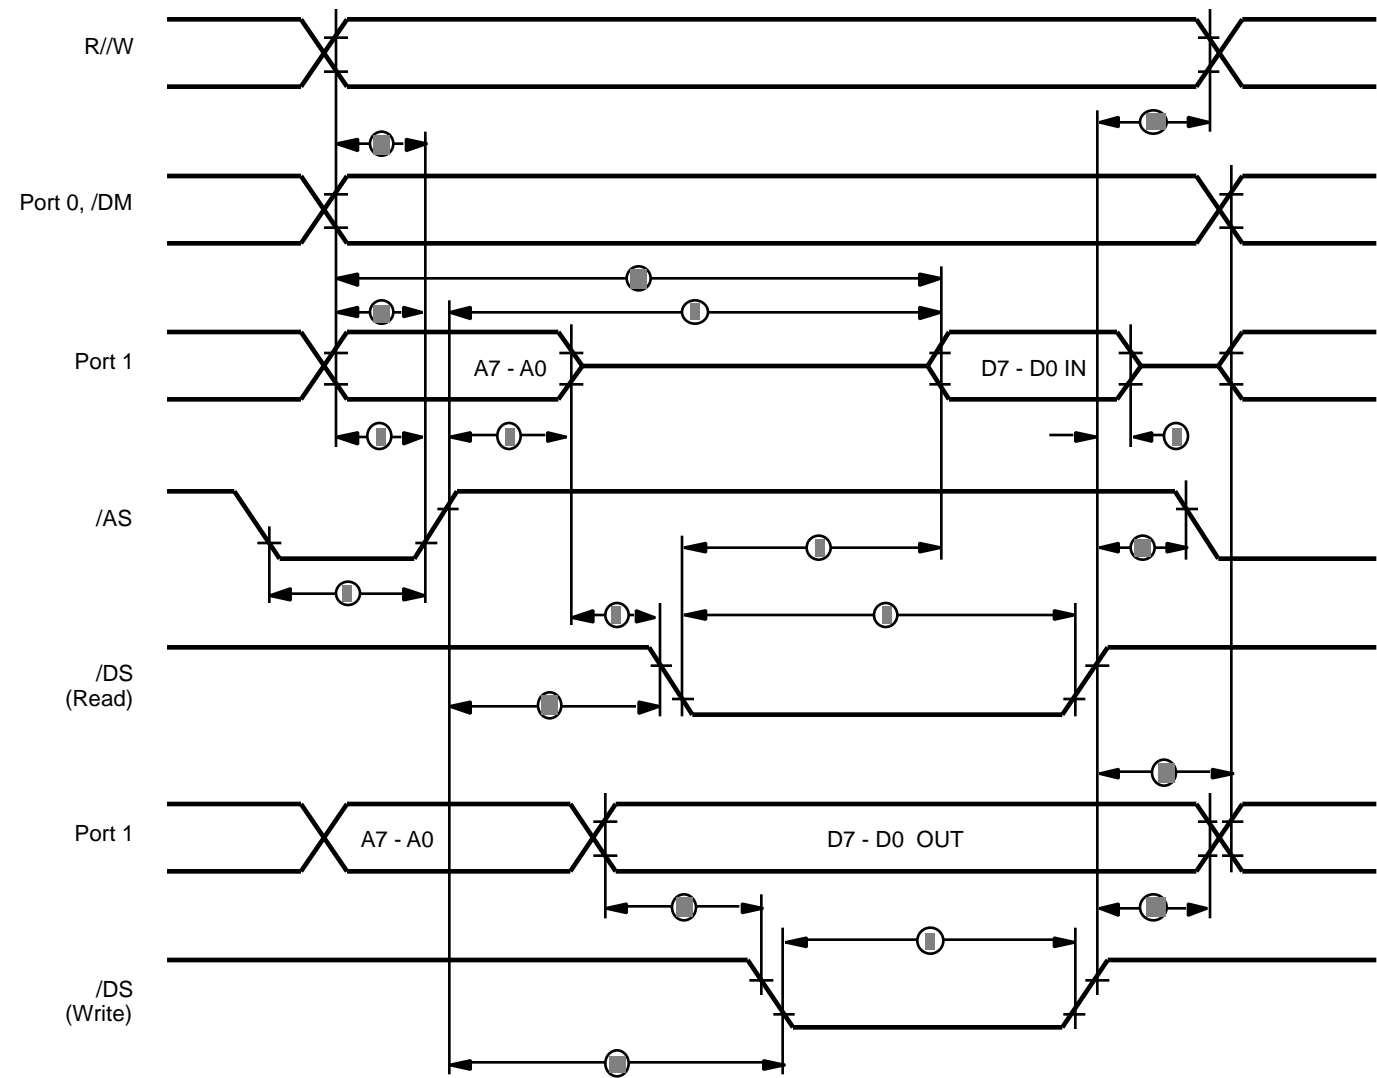 R//W
Port 0, /DM
Port 1
A7 - A0
D7 - D0 IN
/AS
/DS
(Read)
Port 1
A7 - A0
D7 - D0 OUT
/DS
(Write)